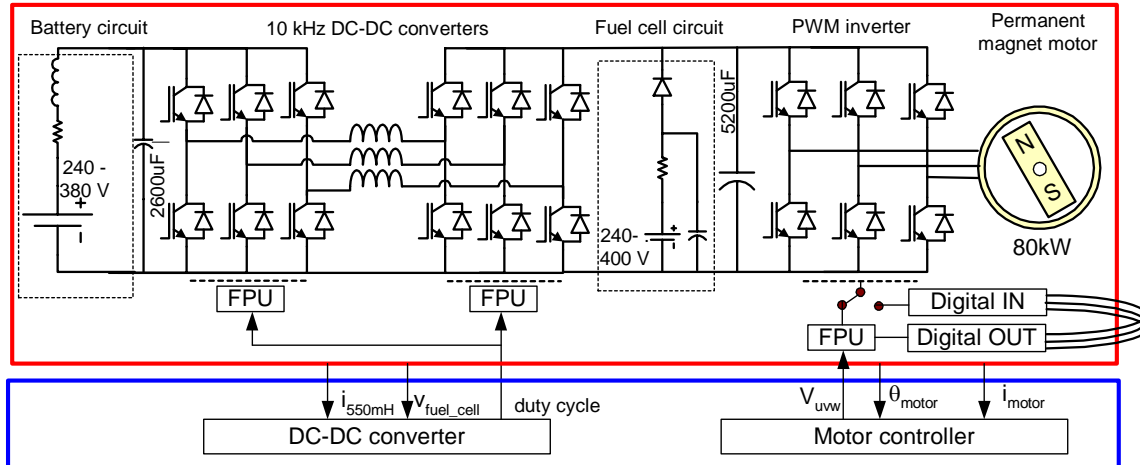 Battery circuit
10 kHz DC-DC converters
Fuel cell circuit
PWM inverter
Permanent
magnet motor
240 -
380 V
+
-
2600uF
240-
400 V
+
-
5200uF
N
S
80kW
FPU
FPU
FPU
Digital IN
Digital OUT
i550mH
vfuel_cell
duty cycle
Vuvw
θmotor
imotor
DC-DC converter
Motor controller